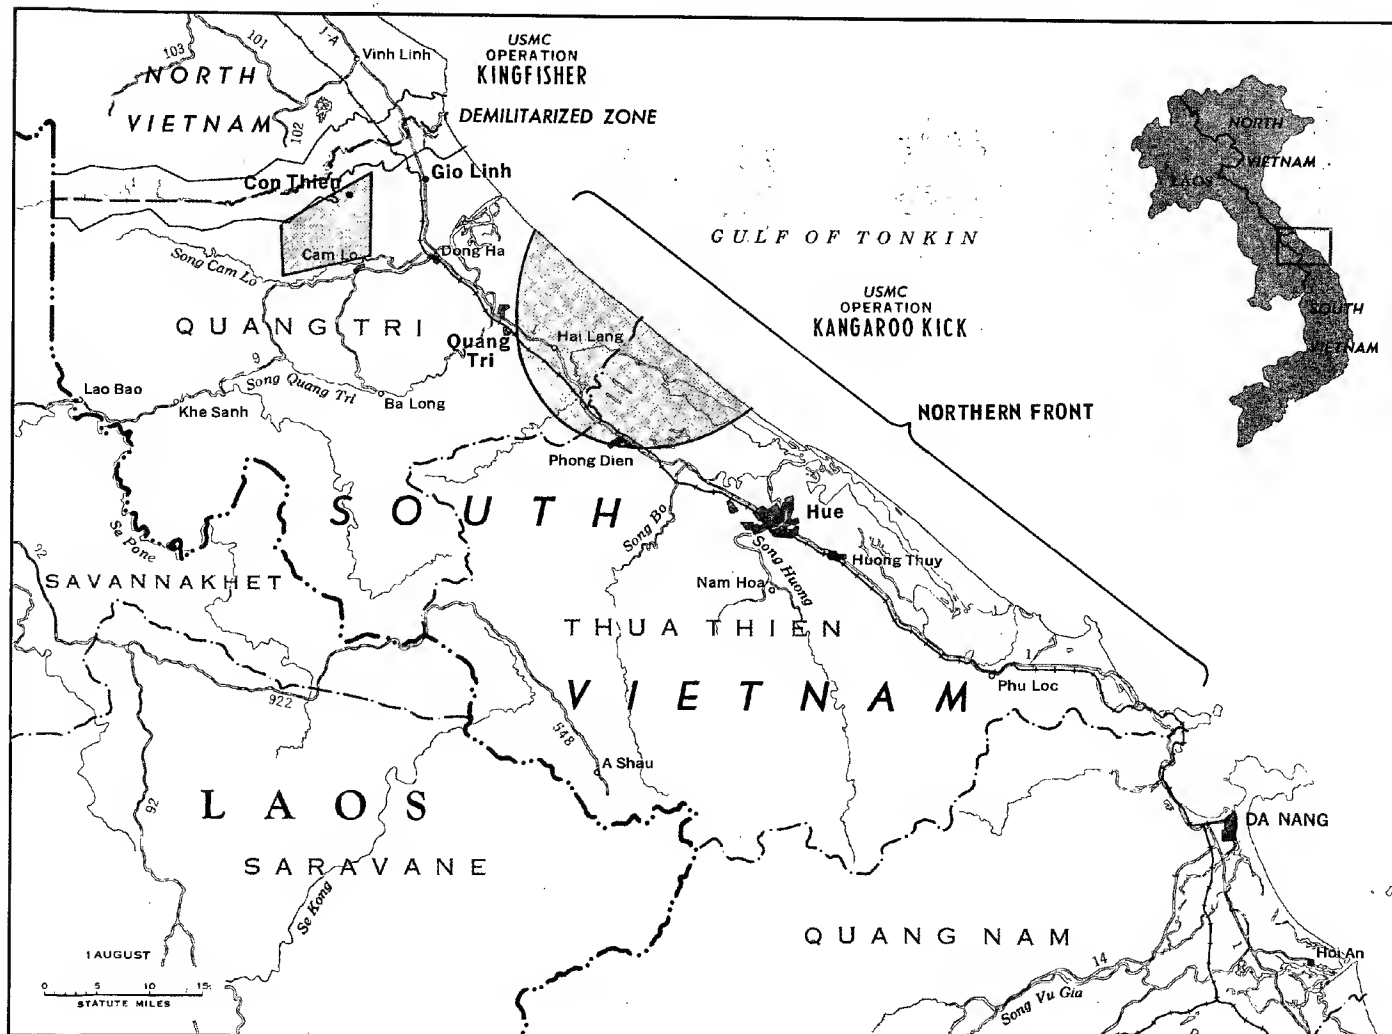 USMC
OPERATION
KINGFISHER
103
101
1-A
Vinh Linh
NORTH
VIETNAM
102
DEMILITARIZED ZONE
Con Thien
Gio Linh
NORTH
VIETNAM
LAOS
SOUTH
VIETNAM
GULF OF TONKIN
Song Cam Lo
Cam Lo
Dong Ha
USMC
OPERATION
KANGAROO KICK
QUANG TRI
Quang
Tri
Hai Lang
9
Song Quang Tri
Lao Bao
Khe Sanh
Ba Long
NORTHERN FRONT
Phong Dien
SOUTH
Se Pone
Song Bo
Hue
Song Huong
92
SAVANNAKHET
Nam Hoa
Huong Thuy
THUA THIEN
1
Phu Loc
922
VIETNAM
548
A Shau
92
LAOS
SARAVANE
DA NANG
Se Kong
QUANG NAM
14
Hoi An
Song Vu Gia
1 AUGUST
0 5 10 15
STATUTE MILES